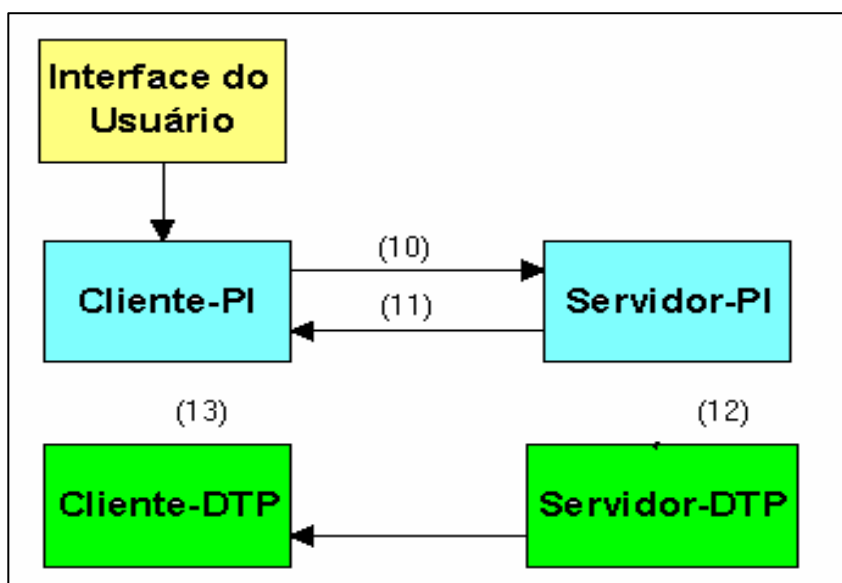 Interface do
Usuário
(10)
Cliente-PI
Servidor-PI
(11)
(13)
(12)
Cliente-DTP
Servidor-DTP